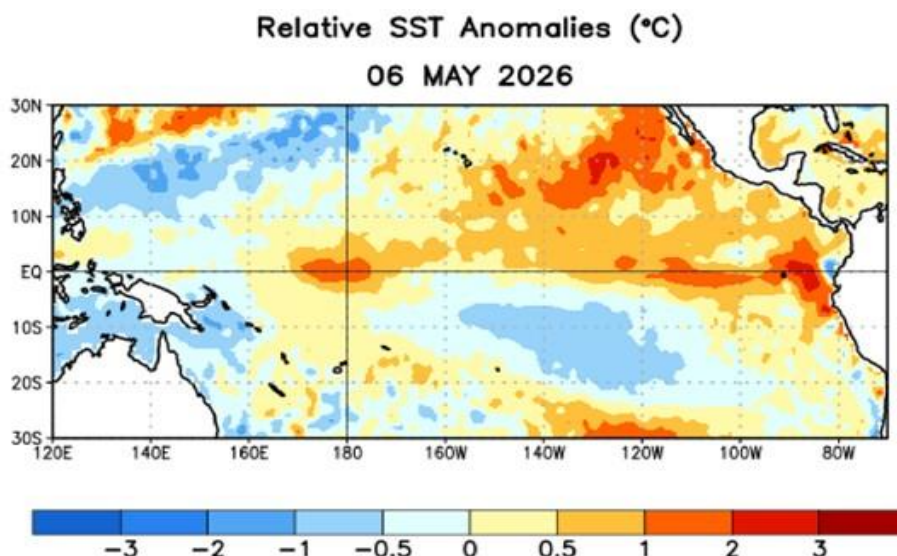 Relative SST Anomalies (°C)
06 MAY 2026
30N
20N
10N
EQ
10S
20S
30S
120E 140E 160E 180 160W 140W 120W 100W 80W
-3 -2 -1 -0.5 0 0.5 1 2 3